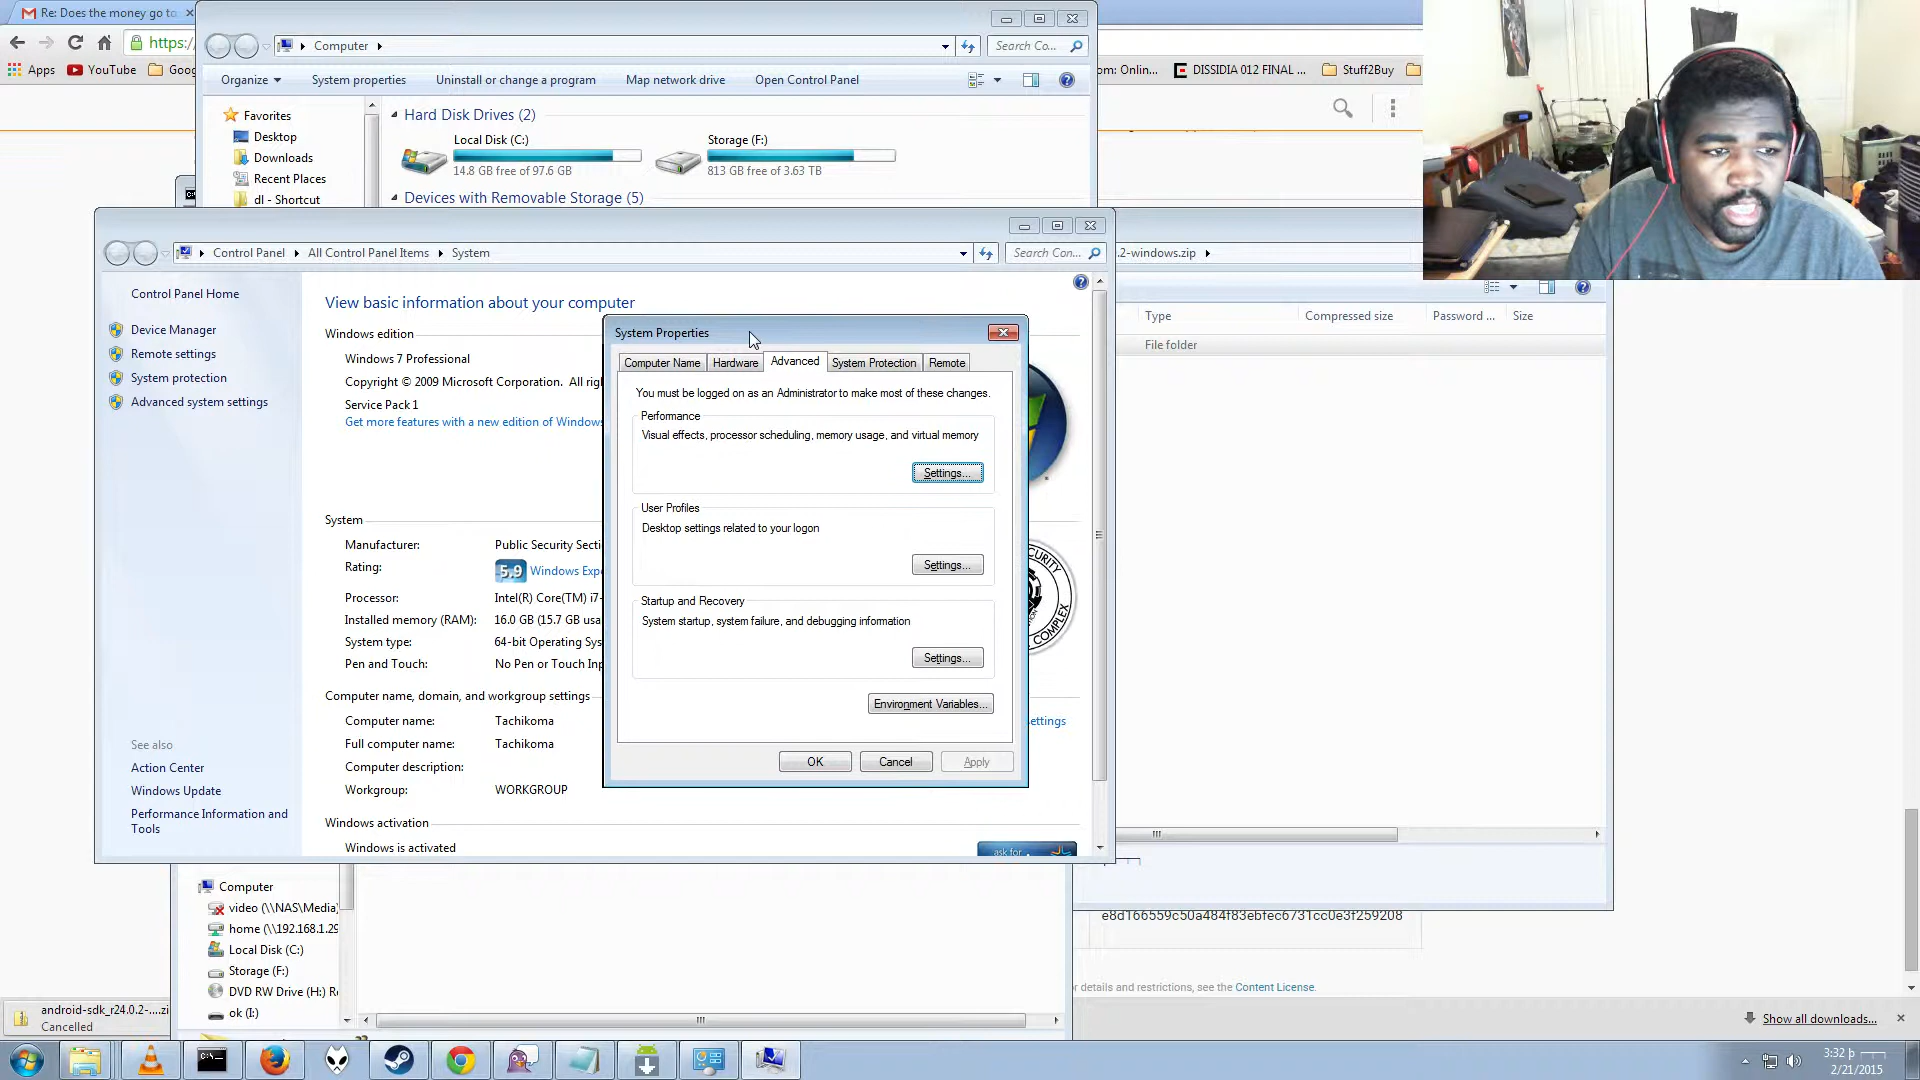 Re: Does the money go to
https:/
Apps
YouTube
Goog
om: Onlin...
DISSIDIA 012 FINAL ...
Stuff2Buy
Computer
Search Co...
Organize
System properties
Uninstall or change a program
Map network drive
Open Control Panel
Favorites
Desktop
Downloads
Recent Places
dl - Shortcut
Hard Disk Drives (2)
Local Disk (C:)
14.8 GB free of 97.6 GB
Storage (F:)
813 GB free of 3.63 TB
Devices with Removable Storage (5)
Control Panel
All Control Panel Items
System
Search Con...
.2-windows.zip
Type
Compressed size
Password ...
Size
File folder
Control Panel Home
Device Manager
Remote settings
System protection
Advanced system settings
See also
Action Center
Windows Update
Performance Information and
Tools
View basic information about your computer
Windows edition
Windows 7 Professional
Copyright © 2009 Microsoft Corporation. All rig
Service Pack 1
Get more features with a new edition of Windows
System
Manufacturer: Public Security Secti
Rating: 5.9 Windows Expe
Processor: Intel(R) Core(TM) i7-
Installed memory (RAM): 16.0 GB (15.7 GB usa
System type: 64-bit Operating Sys
Pen and Touch: No Pen or Touch Inp
Computer name, domain, and workgroup settings
Computer name: Tachikoma
ettings
Full computer name: Tachikoma
Computer description:
Workgroup: WORKGROUP
Windows activation
Windows is activated
ask for
CURITY
COMPLEX
System Properties
Computer Name
Hardware
Advanced
System Protection
Remote
You must be logged on as an Administrator to make most of these changes.
Performance
Visual effects, processor scheduling, memory usage, and virtual memory
Settings...
User Profiles
Desktop settings related to your logon
Settings...
Startup and Recovery
System startup, system failure, and debugging information
Settings...
Environment Variables...
OK
Cancel
Apply
Computer
video (\\NAS\Media)
home (\\192.168.1.29
Local Disk (C:)
Storage (F:)
DVD RW Drive (H:) R
ok (I:)
e8d166559c50a484f83ebfec6731cc0e3f259208
r details and restrictions, see the Content License.
android-sdk_r24.0.2-....zi
Cancelled
Show all downloads...
3:32 þ
2/21/2015